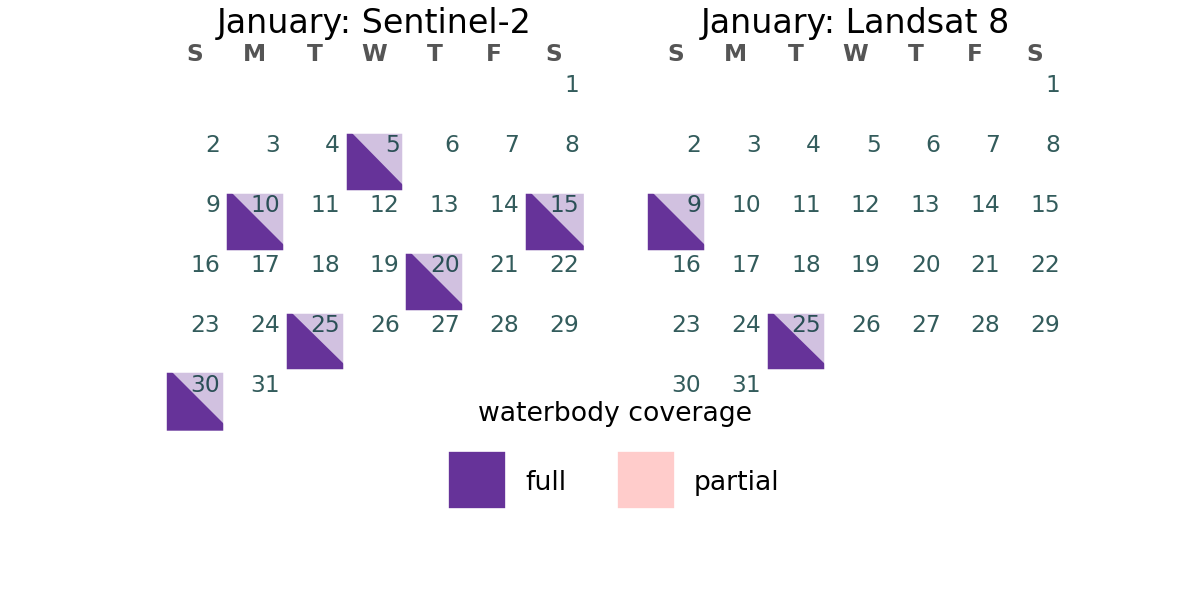 January: Sentinel-2
S M T W T F S
1
2 3 4 5 6 7 8
9 10 11 12 13 14 15
16 17 18 19 20 21 22
23 24 25 26 27 28 29
30 31
January: Landsat 8
S M T W T F S
1
2 3 4 5 6 7 8
9 10 11 12 13 14 15
16 17 18 19 20 21 22
23 24 25 26 27 28 29
30 31
waterbody coverage
full partial